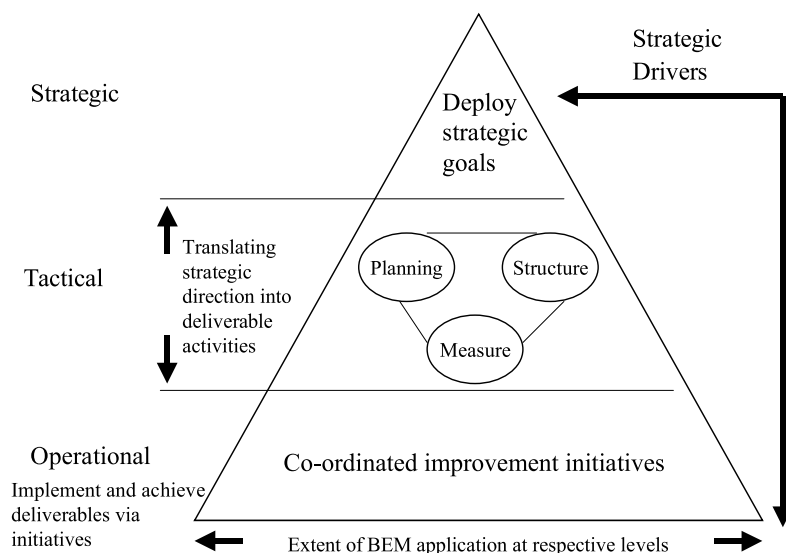 Strategic
Drivers
Strategic
Deploy
strategic
goals
Translating
strategic
direction into
deliverable
activities
Tactical
Planning
Structure
Measure
Operational
Implement and achieve
deliverables via
initiatives
Co-ordinated improvement initiatives
Extent of BEM application at respective levels